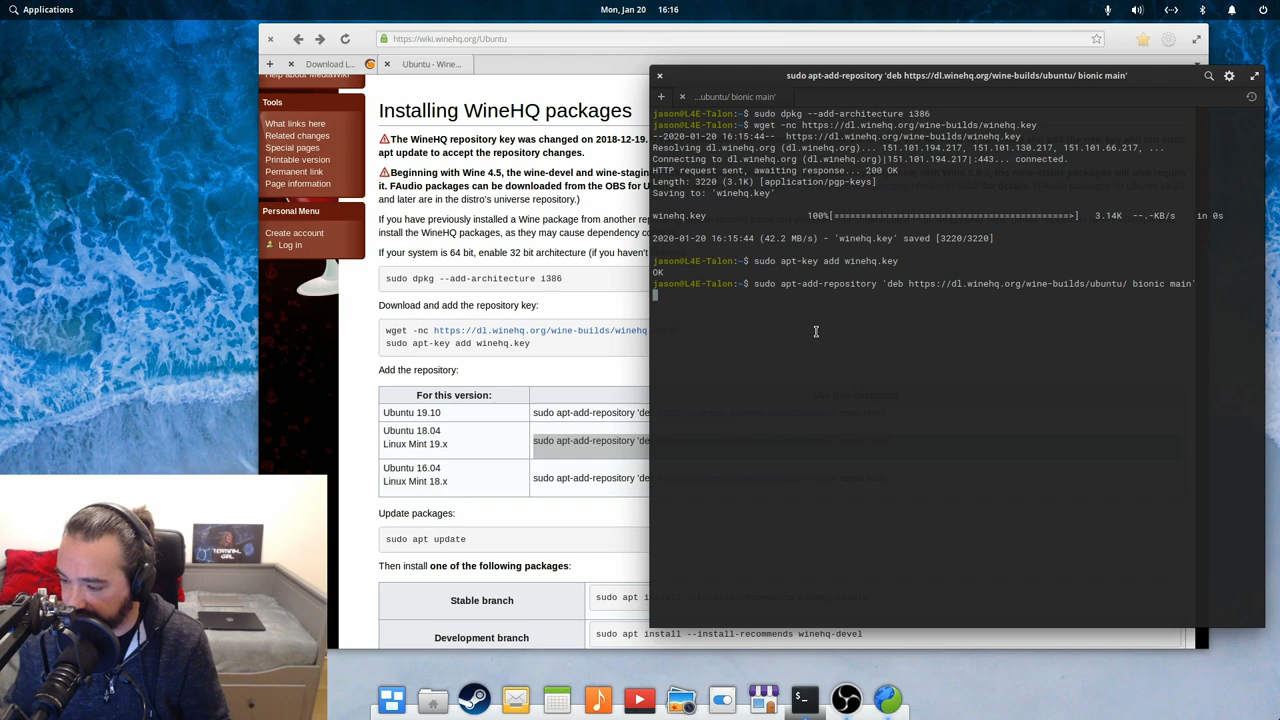 Applications
Mon, Jan 20 16:16
https://wiki.winehq.org/Ubuntu
Download L...
Ubuntu - Wine...
Help about MediaWiki
Tools
What links here
Related changes
Special pages
Printable version
Permanent link
Page information
Personal Menu
Create account
Log in
Installing WineHQ packages
The WineHQ repository key was changed on 2018-12-19.
apt update to accept the repository changes.)
Beginning with Wine 4.5, the wine-devel and wine-stag
it. FAudio packages can be downloaded from the OBS for U
and later are in the distro's universe repository.)
If you have previously installed a Wine package from another rep
install the WineHQ packages, as they may cause dependency co
If your system is 64 bit, enable 32 bit architecture (if you haven't
sudo dpkg --add-architecture i386
Download and add the repository key:
wget -nc https://dl.winehq.org/wine-builds/winehq
sudo apt-key add winehq.key
Add the repository:
For this version:
Use this command:
Ubuntu 19.10
sudo apt-add-repository 'de
Ubuntu 18.04
Linux Mint 19.x
sudo apt-add-repository 'de
Ubuntu 16.04
Linux Mint 18.x
sudo apt-add-repository 'de
Update packages:
sudo apt update
Then install one of the following packages:
Stable branch
sudo apt install --install-recommends winehq-stable
Development branch
sudo apt install --install-recommends winehq-devel
sudo apt-add-repository 'deb https://dl.winehq.org/wine-builds/ubuntu/ bionic main'
...ubuntu/ bionic main'
jason@L4E-Talon:~$ sudo dpkg --add-architecture i386
jason@L4E-Talon:~$ wget -nc https://dl.winehq.org/wine-builds/winehq.key
--2020-01-20 16:15:44-- https://dl.winehq.org/wine-builds/winehq.key
Resolving dl.winehq.org (dl.winehq.org)... 151.101.194.217, 151.101.130.217, 151.101.66.217, ...
Connecting to dl.winehq.org (dl.winehq.org)|151.101.194.217|:443... connected.
HTTP request sent, awaiting response... 200 OK
Length: 3220 (3.1K) [application/pgp-keys]
Saving to: 'winehq.key'
winehq.key 100%[============================================>] 3.14K --.-KB/s in 0s
2020-01-20 16:15:44 (42.2 MB/s) - 'winehq.key' saved [3220/3220]
jason@L4E-Talon:~$ sudo apt-key add winehq.key
OK
jason@L4E-Talon:~$ sudo apt-add-repository 'deb https://dl.winehq.org/wine-builds/ubuntu/ bionic main'